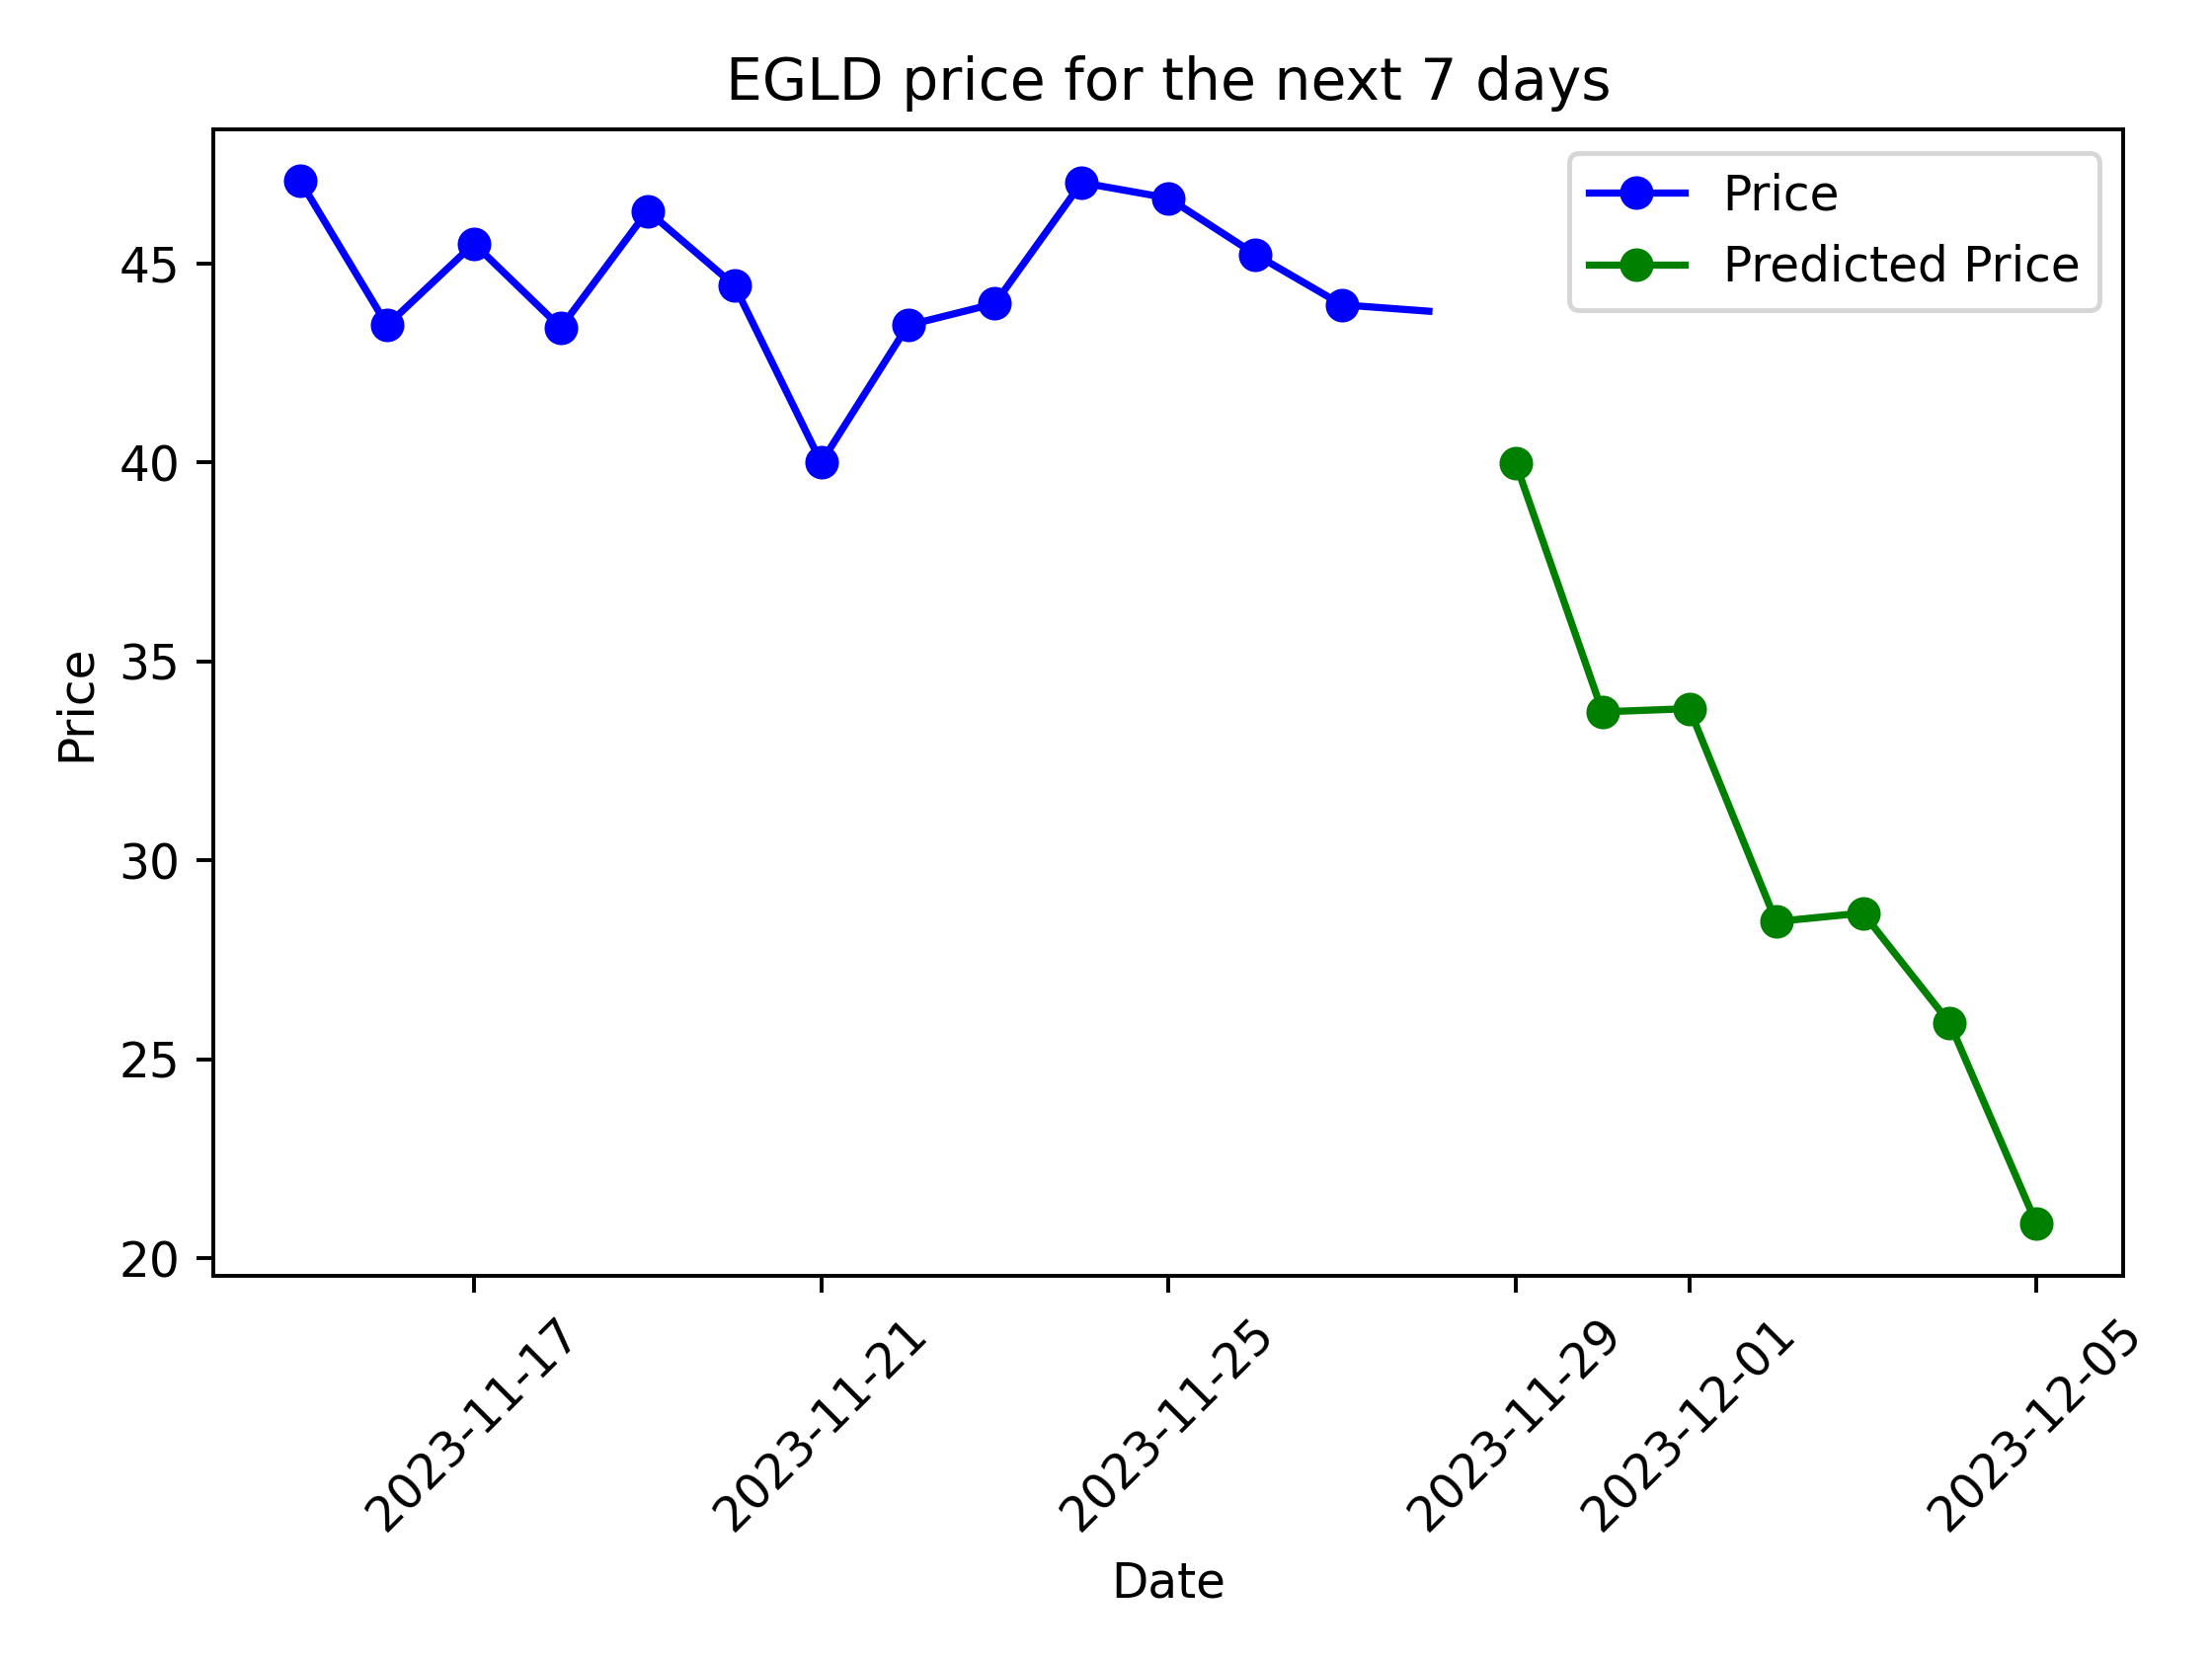 EGLD price for the next 7 days
Price
Predicted Price
45
40
35
30
25
20
Price
2023-11-17
2023-11-21
2023-11-25
2023-11-29
2023-12-01
2023-12-05
Date